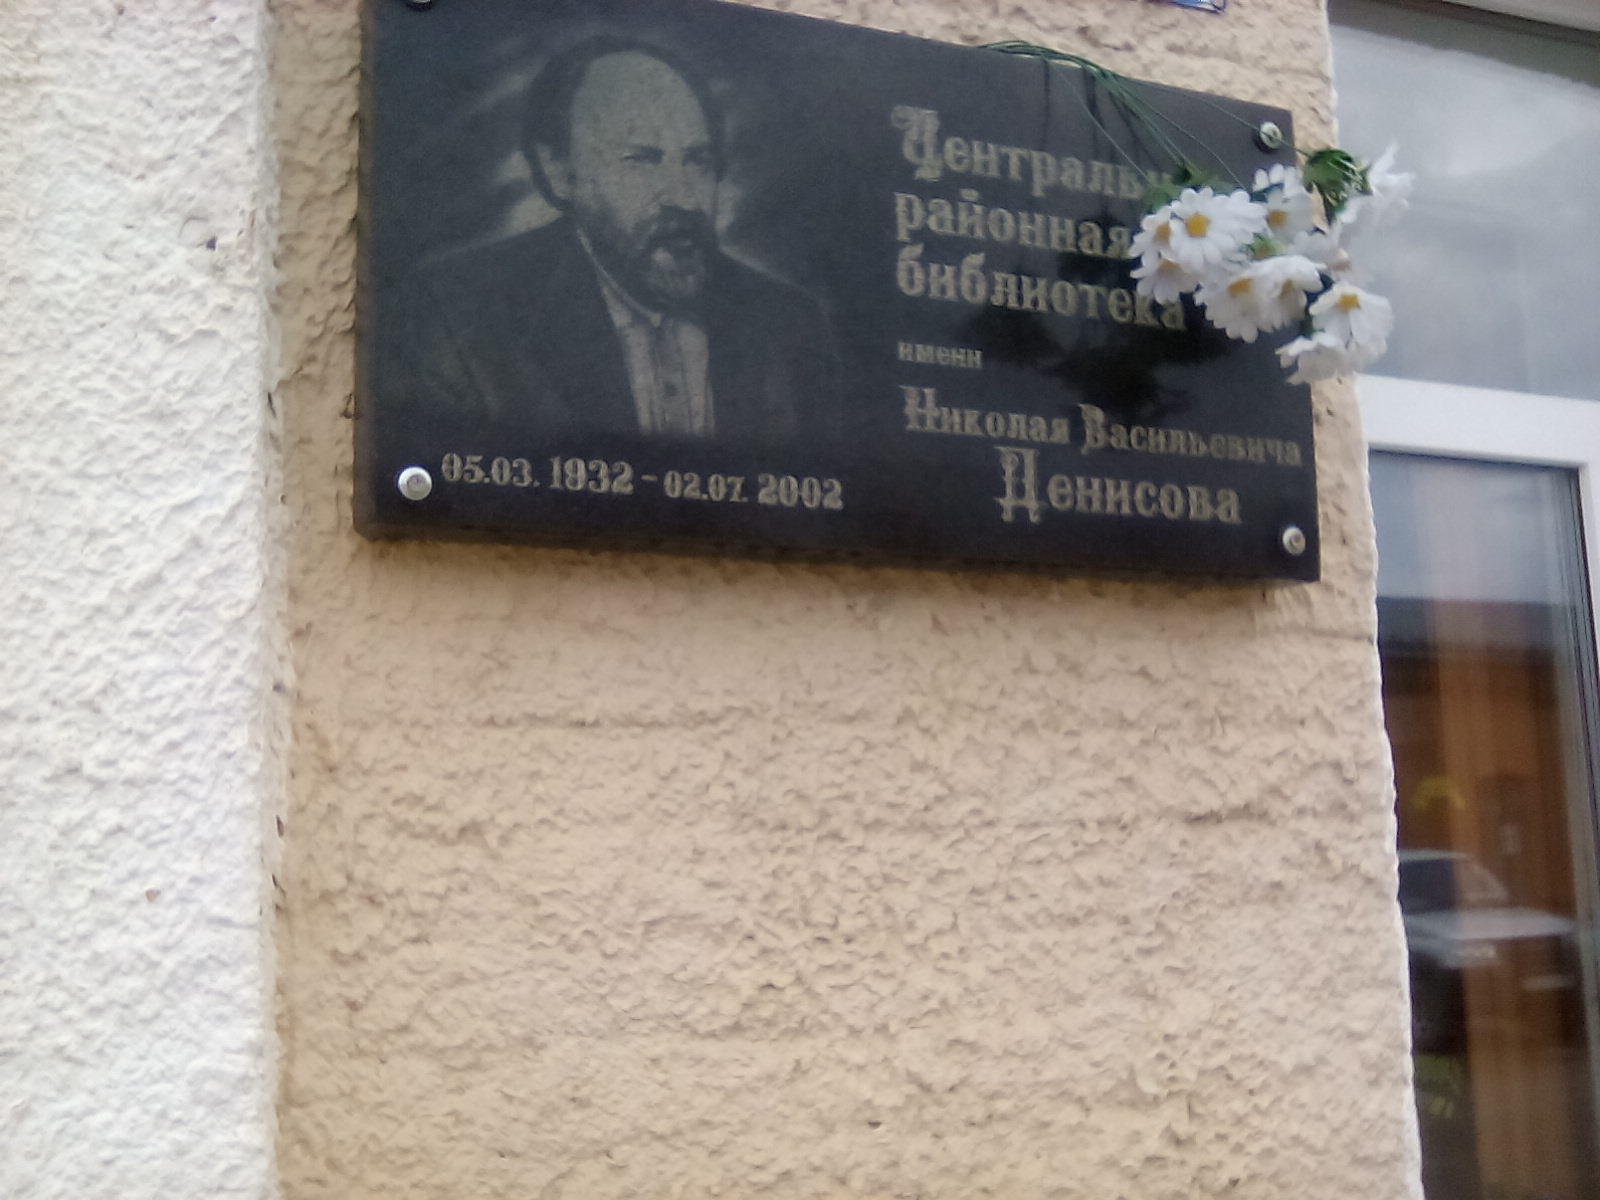 Центральн
районная
библиотека
имени
Николая Васильевича
Денисова
05.03. 1932 - 02.07. 2002